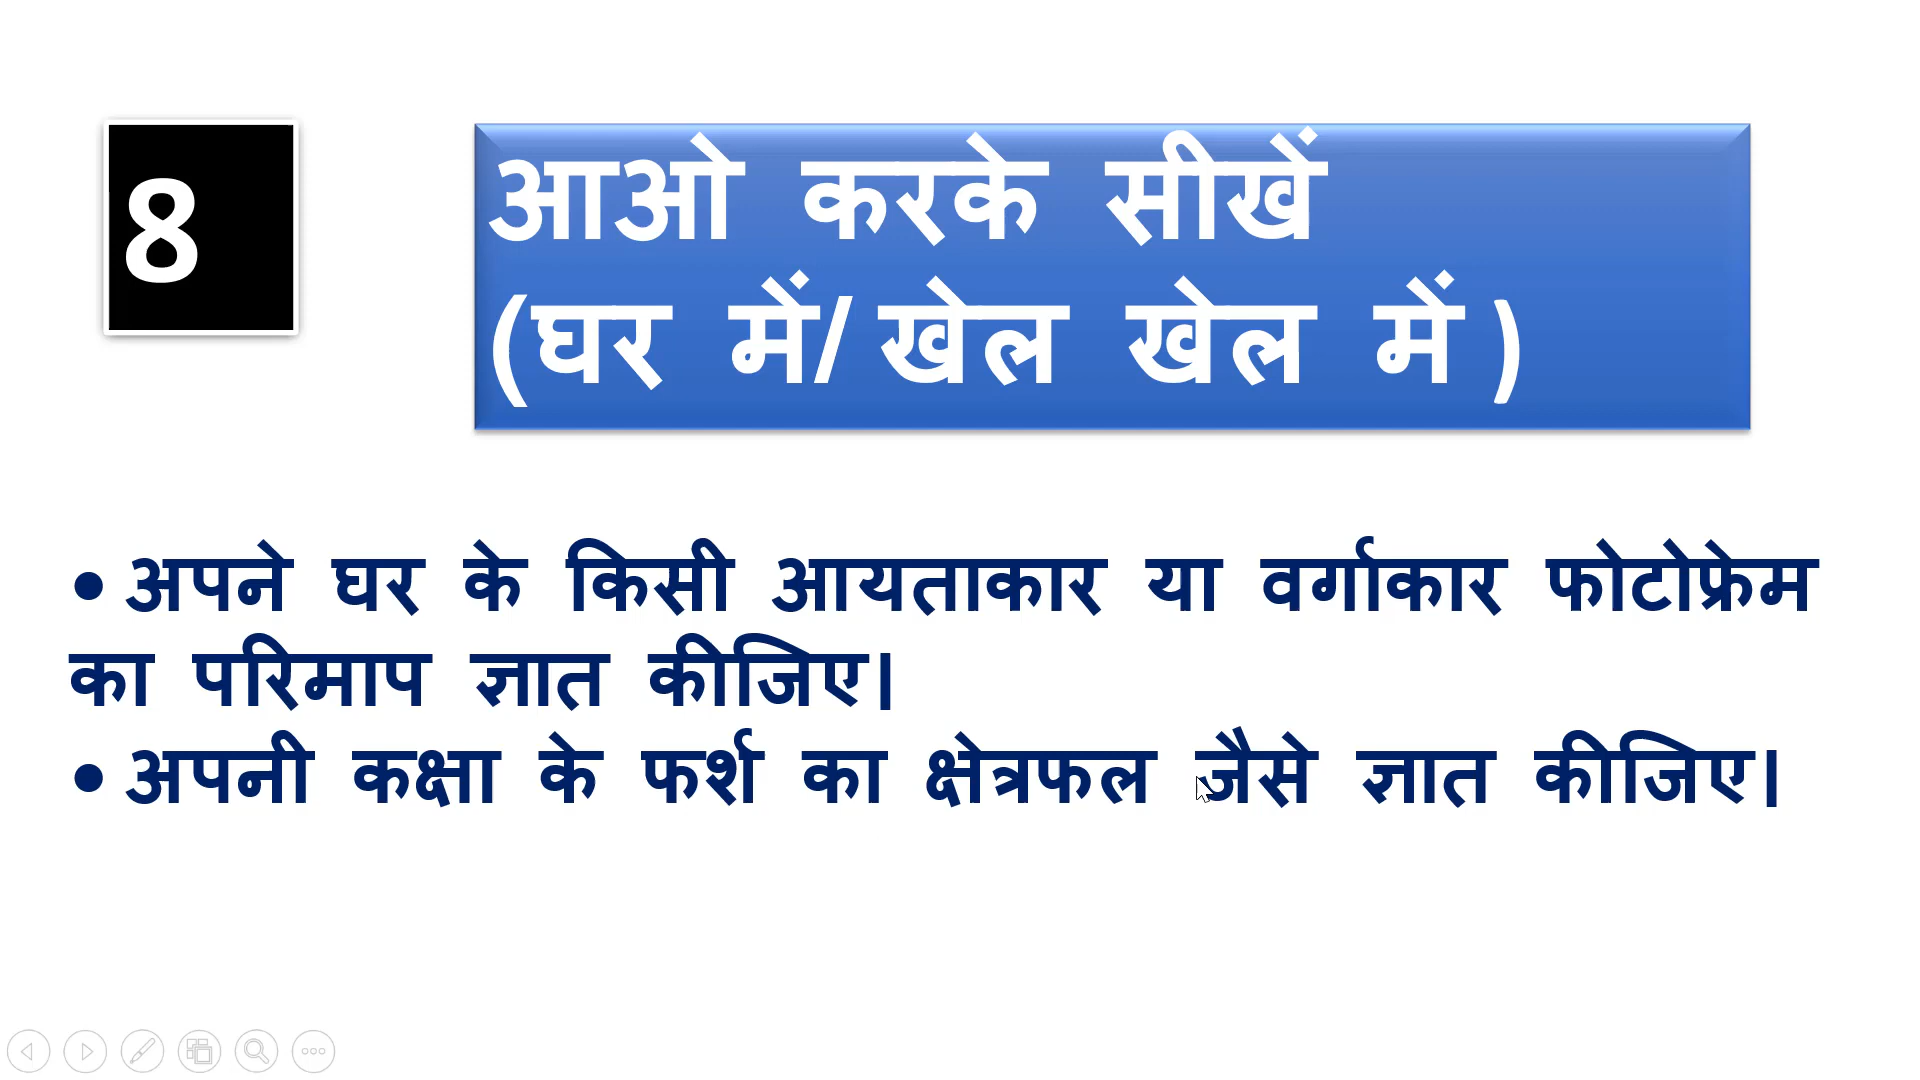 8
आओ करके सीखें
(घर में/ खेल खेल में )
• अपने घर के किसी आयताकार या वर्गाकार फोटोफ्रेम
का परिमाप ज्ञात कीजिए।
• अपनी कक्षा के फर्श का क्षेत्रफल जैसे ज्ञात कीजिए।